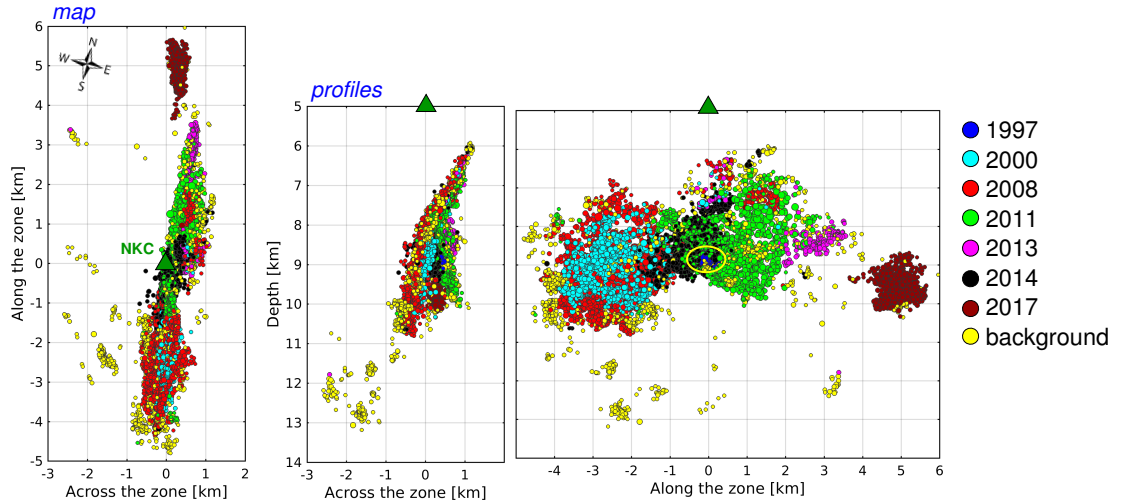 map
6
5
4
3
2
1
0
-1
-2
-3
-4
-5
Along the zone [km]
N
W
E
S
NKC
-3 -2 -1 0 1 2
Across the zone [km]
profiles
5
6
7
8
9
10
11
12
13
14
Depth [km]
-3 -2 -1 0 1 2
Across the zone [km]
-4 -3 -2 -1 0 1 2 3 4 5 6
Along the zone [km]
1997
2000
2008
2011
2013
2014
2017
background